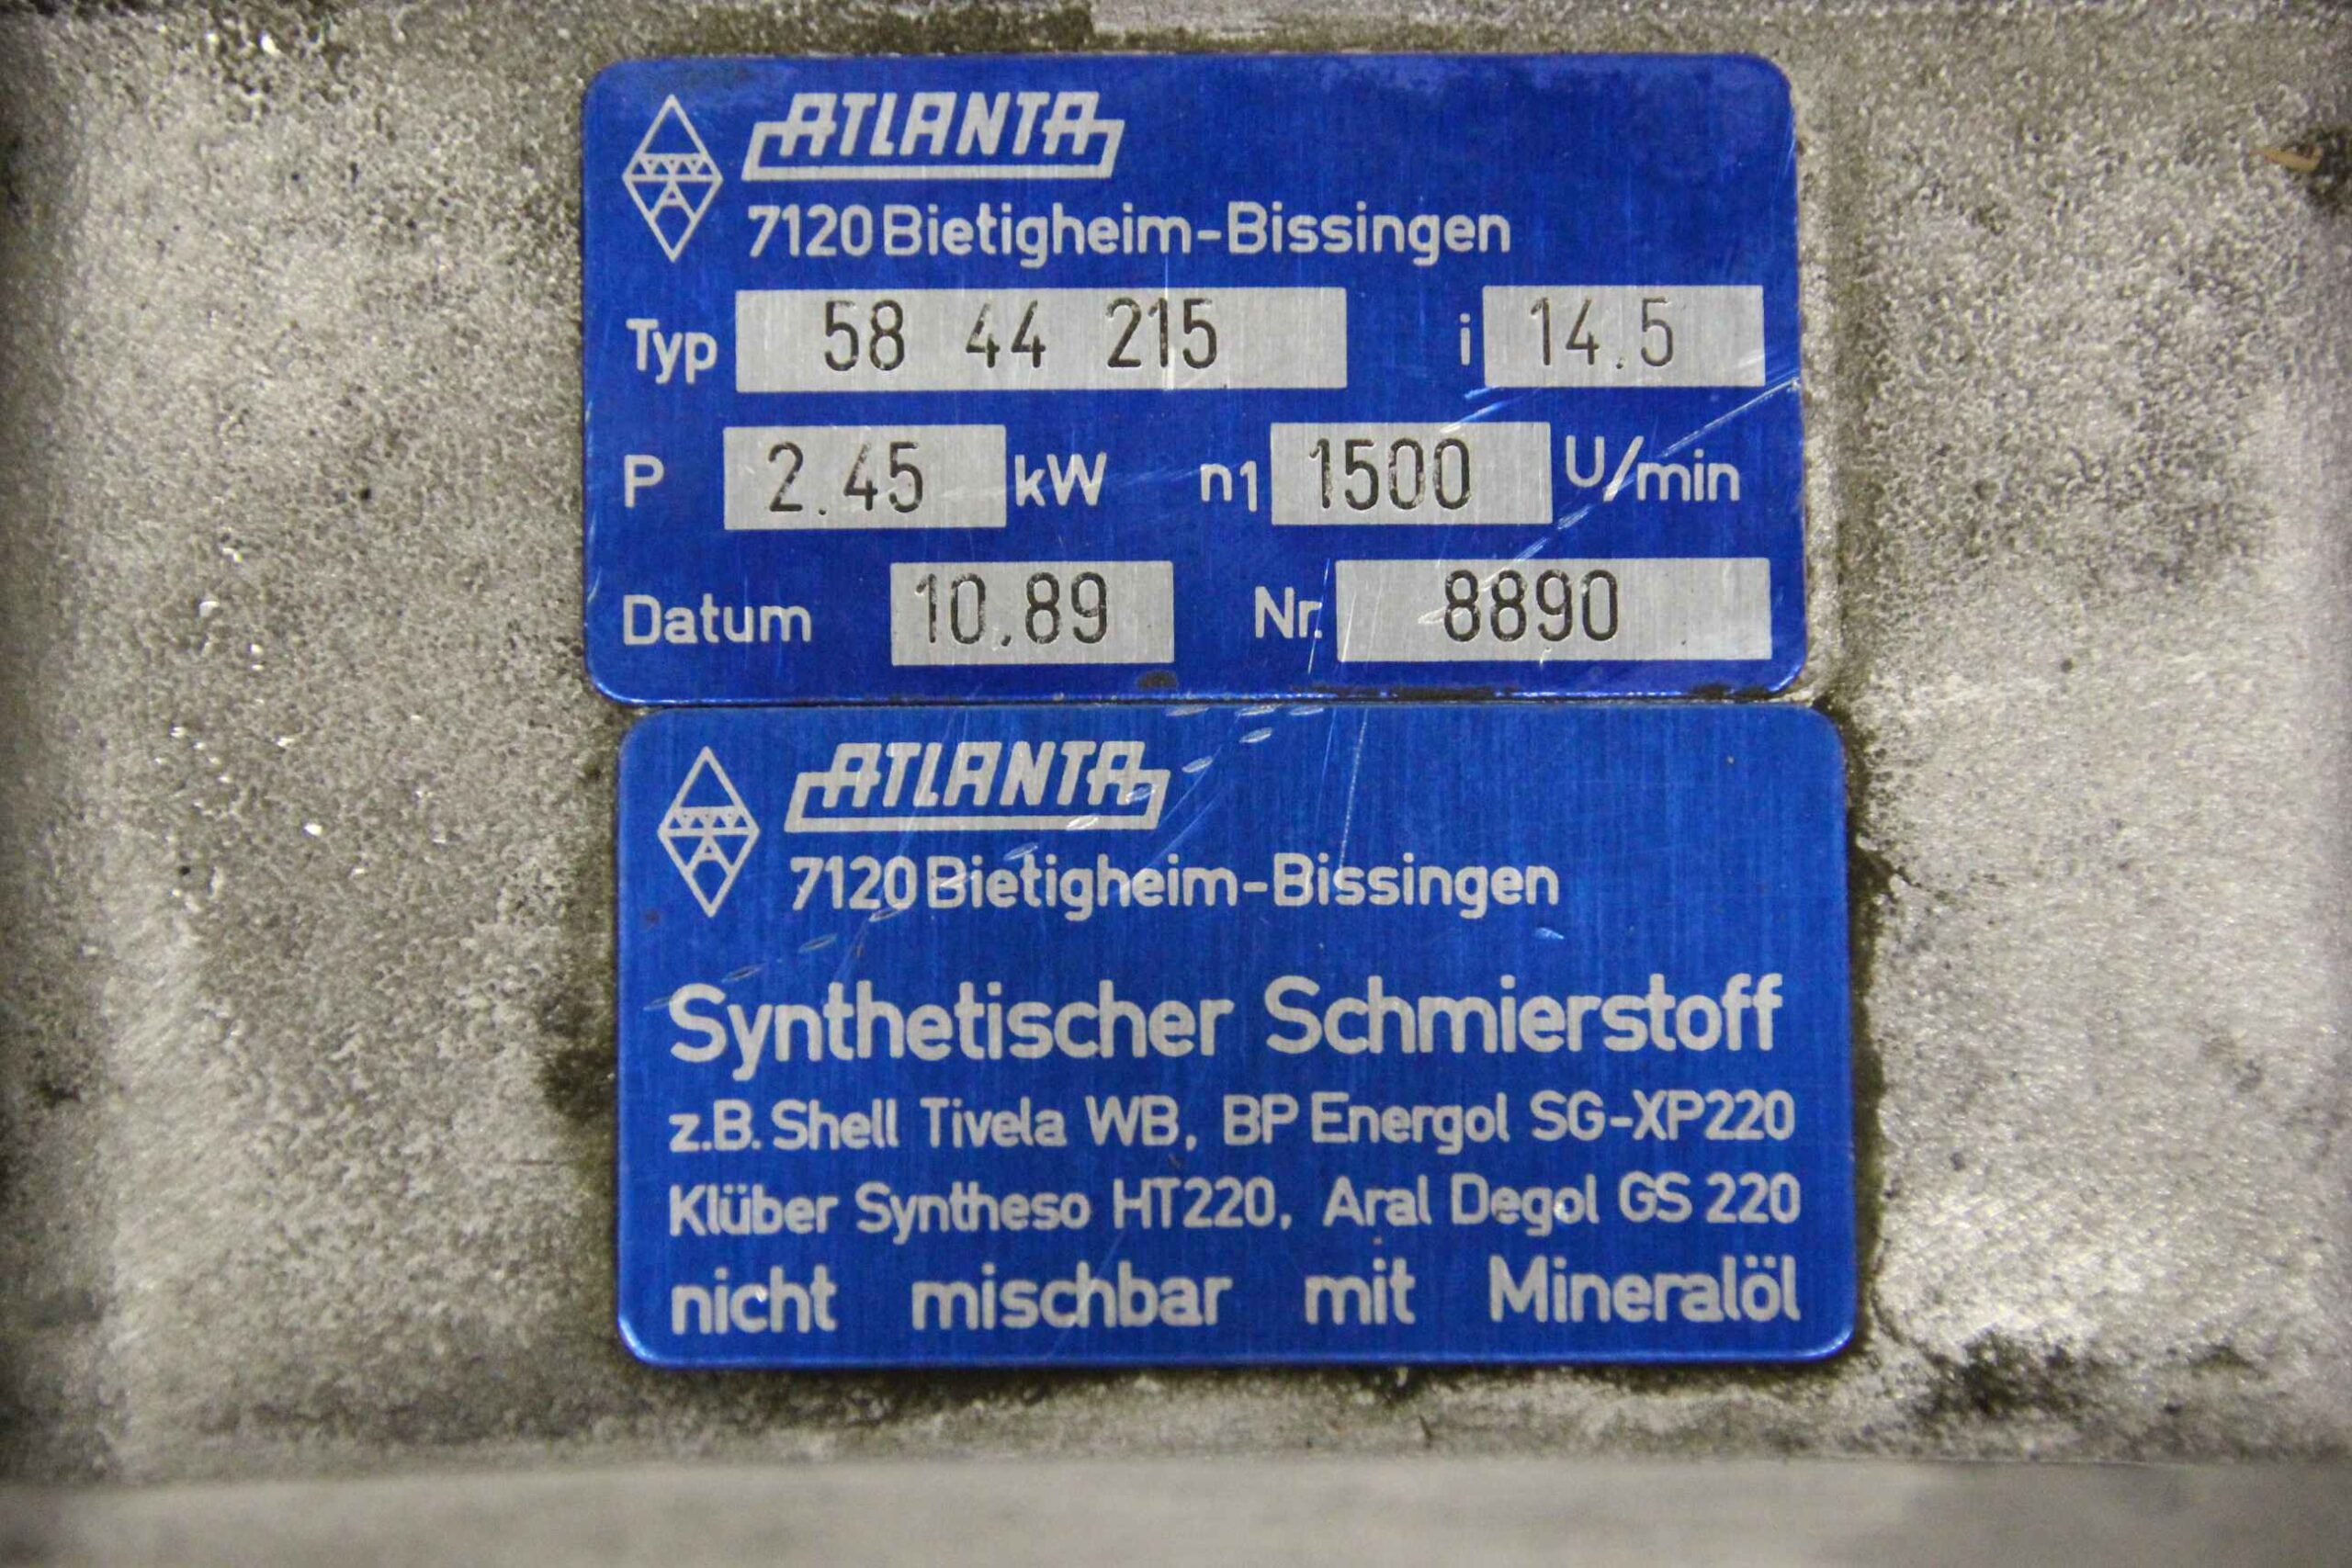 ATLANTA
7120 Bietigheim-Bissingen
Typ 58 44 215 i 14.5
P 2.45 kW n1 1500 U/min
Datum 10.89 Nr. 8890
ATLANTA
7120 Bietigheim-Bissingen
Synthetischer Schmierstoff
z.B. Shell Tivela WB, BP Energol SG-XP220
Klüber Syntheso HT220, Aral Degol GS 220
nicht mischbar mit Mineralöl